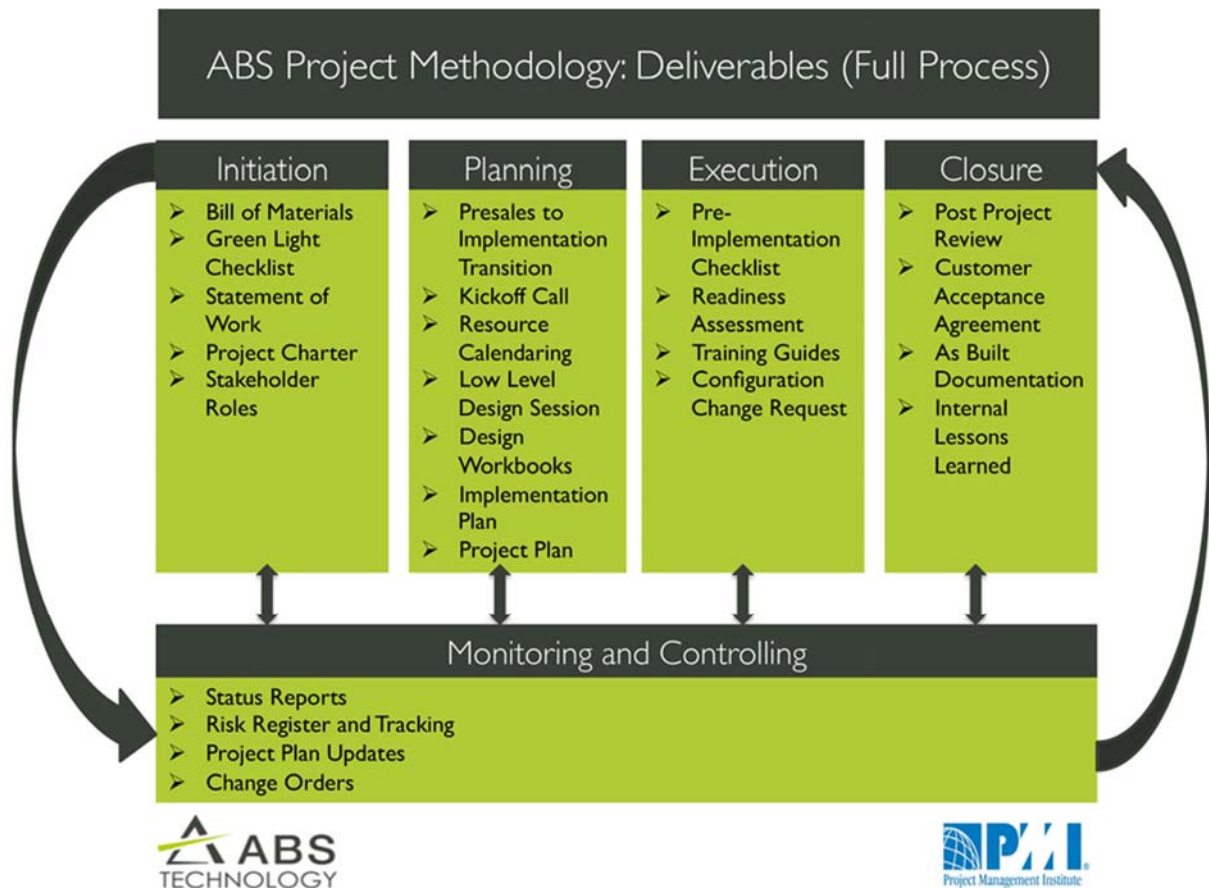 ABS Project Methodology: Deliverables (Full Process)
Initiation
Bill of Materials
Green Light
Checklist
Statement of
Work
Project Charter
Stakeholder
Roles
Planning
Presales to
Implementation
Transition
Kickoff Call
Resource
Calendaring
Low Level
Design Session
Design
Workbooks
Implementation
Plan
Project Plan
Execution
Pre-
Implementation
Checklist
Readiness
Assessment
Training Guides
Configuration
Change Request
Closure
Post Project
Review
Customer
Acceptance
Agreement
As Built
Documentation
Internal
Lessons
Learned
Monitoring and Controlling
Status Reports
Risk Register and Tracking
Project Plan Updates
Change Orders
ABS
TECHNOLOGY
PMI®
Project Management Institute